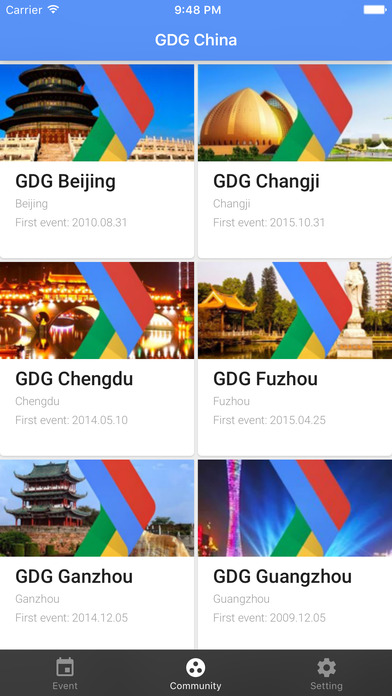 Carrier 9:48 PM
GDG China
GDG Beijing
Beijing
First event: 2010.08.31
GDG Changji
Changji
First event: 2015.10.31
GDG Chengdu
Chengdu
First event: 2014.05.10
GDG Fuzhou
Fuzhou
First event: 2015.04.25
GDG Ganzhou
Ganzhou
First event: 2014.12.05
GDG Guangzhou
Guangzhou
First event: 2009.12.05
Event Community Setting